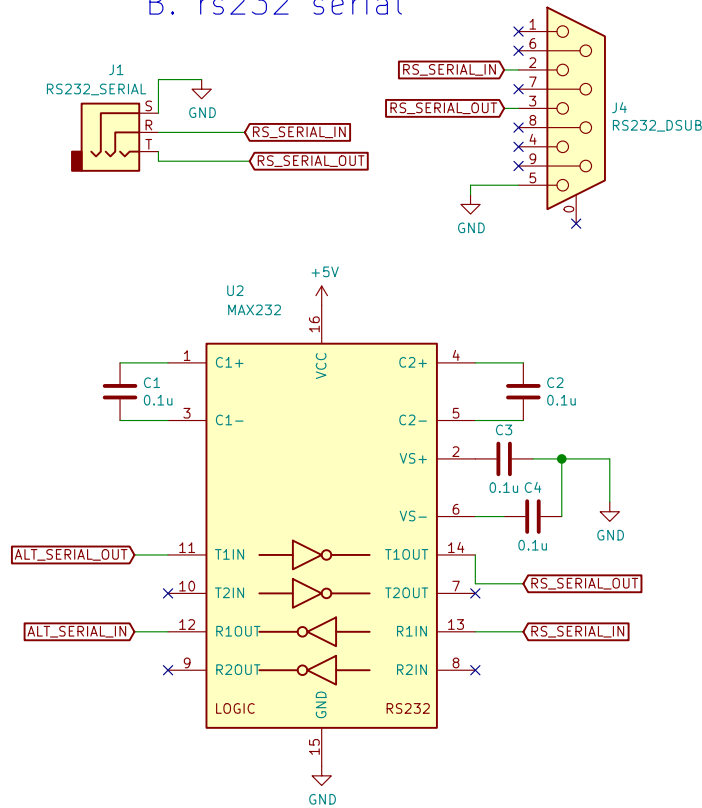 B. rs232 serial
J1
RS232_SERIAL
S
R
T
GND
RS_SERIAL_IN
RS_SERIAL_OUT
1
6
2
7
3
8
4
9
5
0
RS_SERIAL_IN
RS_SERIAL_OUT
J4
RS232_DSUB
GND
+5V
U2
MAX232
16
VCC
1
C1+
C1
0.1u
3
C1-
4
C2+
C2
0.1u
5
C2-
C3
2
VS+
0.1u
C4
6
VS-
0.1u
GND
ALT_SERIAL_OUT
11
T1IN
T1OUT
14
RS_SERIAL_OUT
10
T2IN
T2OUT
7
ALT_SERIAL_IN
12
R1OUT
R1IN
13
RS_SERIAL_IN
9
R2OUT
R2IN
8
LOGIC
GND
RS232
15
GND